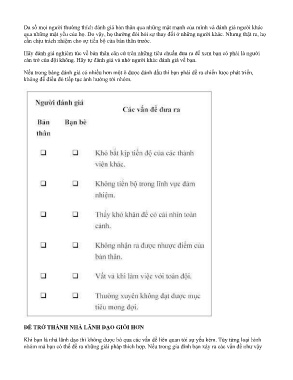 Đa số mọi người thường thích đánh giá bản thân qua những mặt mạnh của mình và đánh giá người khác
qua những mặt yếu của họ. Do vậy, họ thường đòi hỏi sự thay đổi ở những người khác. Nhưng thật ra, họ
cần chịu trách nhiệm cho sự tiến bộ của bản thân trước.
Hãy đánh giá nghiêm túc về bản thân căn cứ trên những tiêu chuẩn đưa ra để xem bạn có phải là người
cản trở của đội không. Hãy tự đánh giá và nhờ người khác đánh giá về bạn.
Nếu trong bảng đánh giá có nhiều hơn một ô được đánh dấu thì bạn phải đề ra chiến lược phát triển,
không để điều đó tiếp tục ảnh hưởng tới nhóm.
Người đánh giá
Các vấn đề đưa ra
Bản thân
Bạn bè
❑ ❑ Khó bắt kịp tiến độ của các thành
viên khác.
❑ ❑ Không tiến bộ trong lĩnh vực đảm
nhiệm.
❑ ❑ Thấy khó khăn để có cái nhìn toàn
cảnh.
❑ ❑ Không nhận ra được nhược điểm của
bản thân.
❑ ❑ Vất vả khi làm việc với toàn đội.
❑ ❑ Thường xuyên không đạt được mục
tiêu mong đợi.
ĐỂ TRỞ THÀNH NHÀ LÃNH ĐẠO GIỎI HƠN
Khi bạn là nhà lãnh đạo thì không được bỏ qua các vấn đề liên quan tới sự yếu kém. Tùy từng loại hình
nhóm mà bạn có thể đề ra những giải pháp thích hợp. Nếu trong gia đình bạn xảy ra các vấn đề như vậy